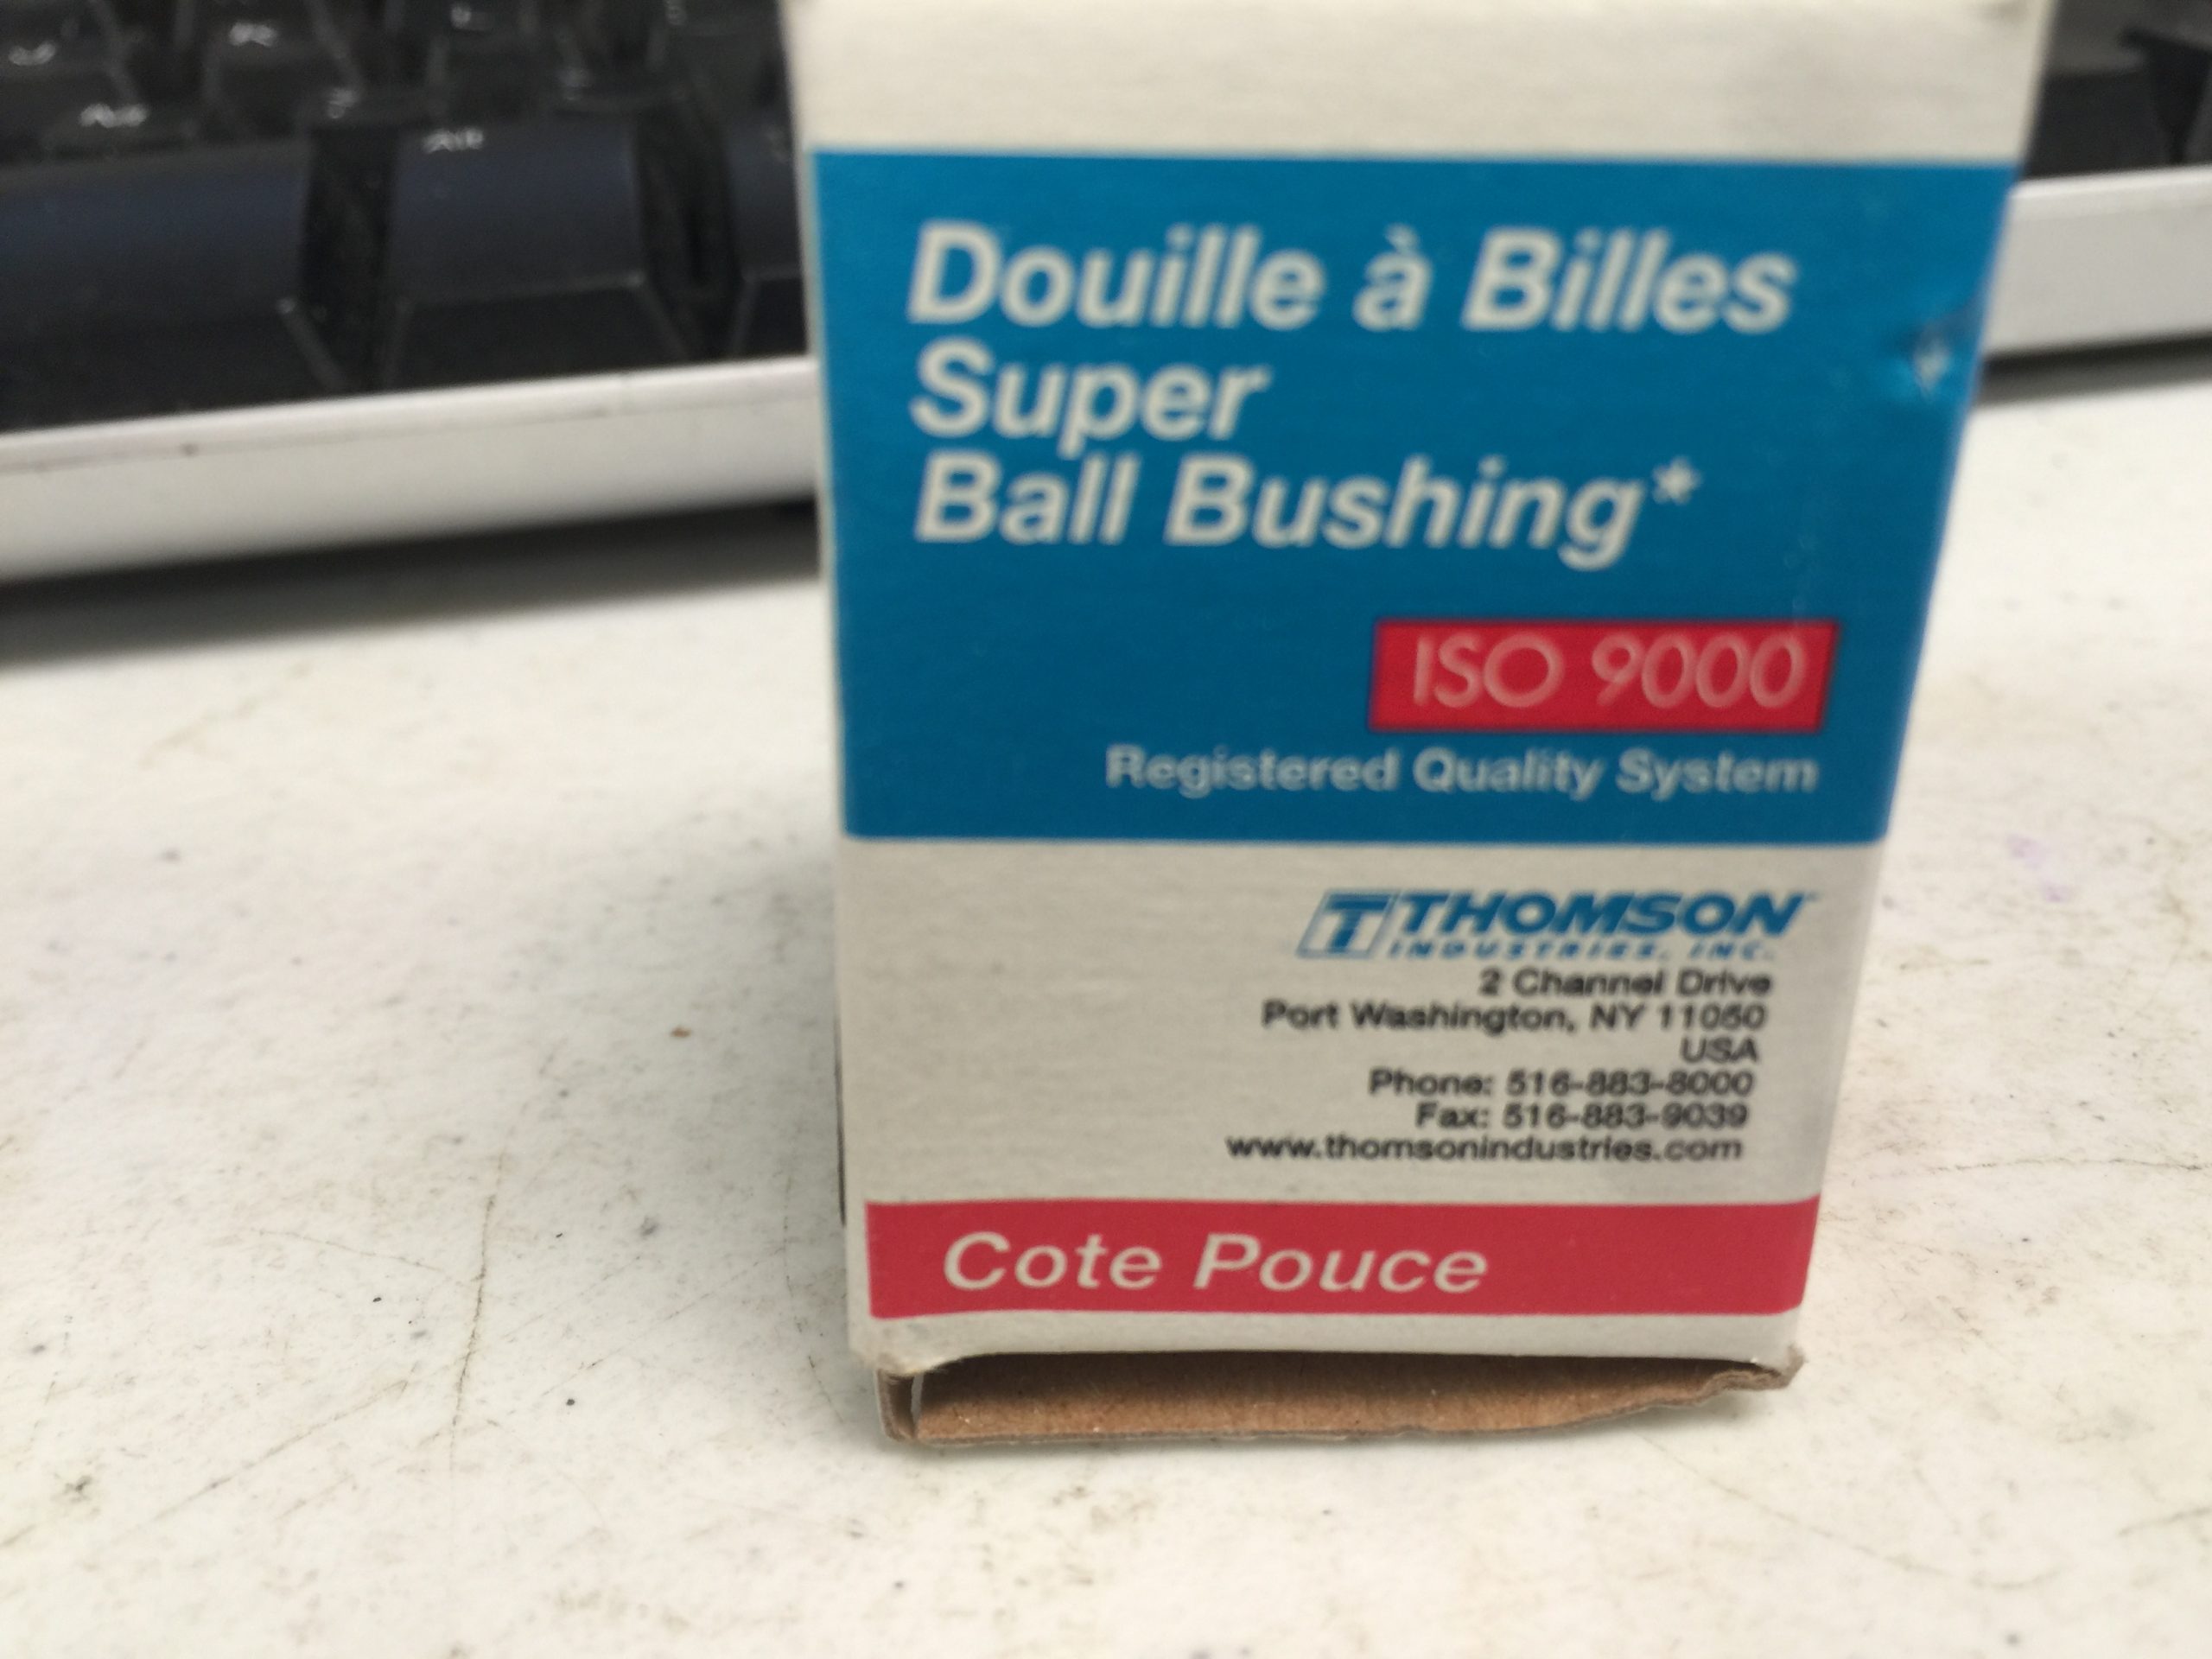 Alt
Douille à Billes
Super
Ball Bushing*
ISO 9000
Registered Quality System
THOMSON
INDUSTRIES, INC.
2 Channel Drive
Port Washington, NY 11050
USA
Phone: 516-883-8000
Fax: 516-883-9039
www.thomsonindustries.com
Cote Pouce